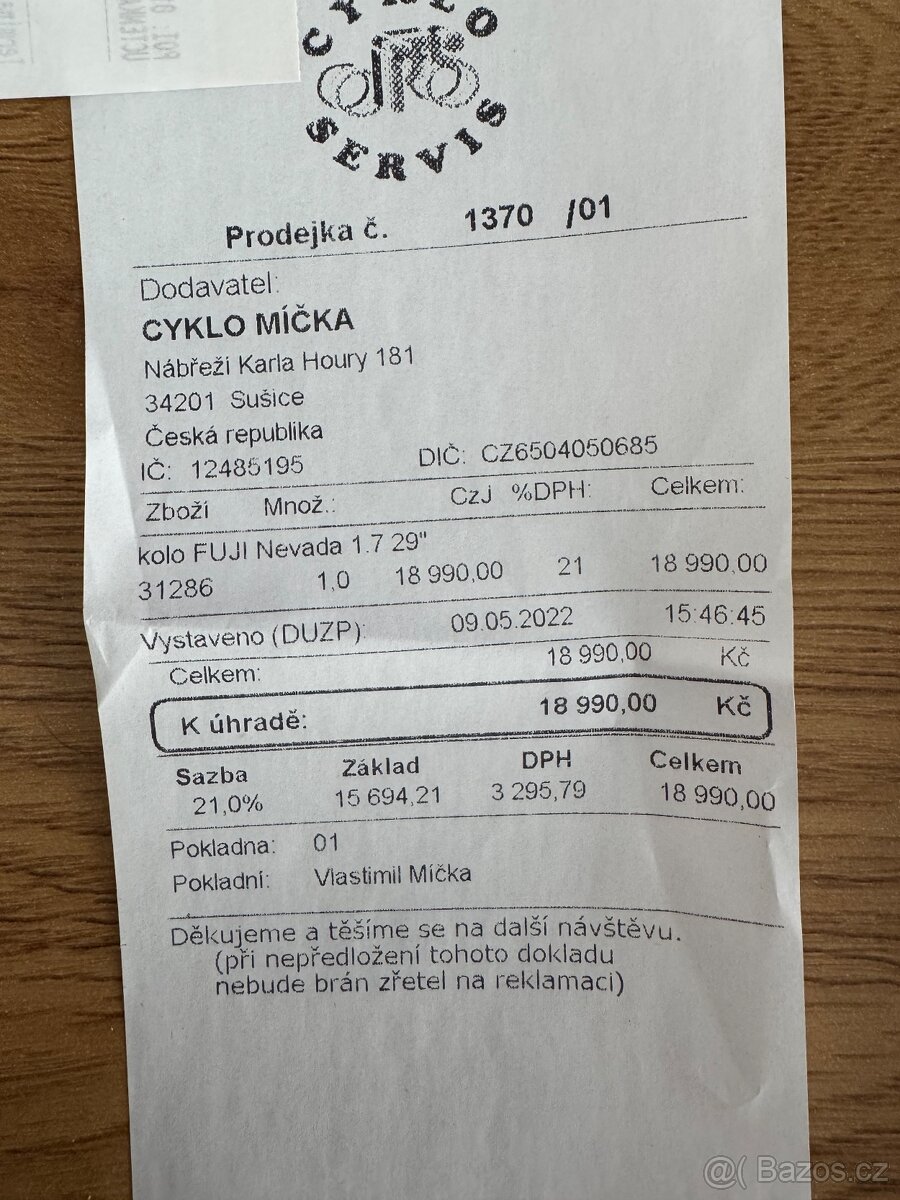 CYKLO
SERVIS
Prodejka č. 1370 /01
Dodavatel:
CYKLO MÍČKA
Nábřeží Karla Houry 181
34201 Sušice
Česká republika
IČ: 12485195 DIČ: CZ6504050685
Zboží Množ.: CzJ %DPH: Celkem:
kolo FUJI Nevada 1.7 29"
31286 1,0 18 990,00 21 18 990,00
Vystaveno (DUZP): 09.05.2022 15:46:45
Celkem: 18 990,00 Kč
K úhradě: 18 990,00 Kč
Sazba Základ DPH Celkem
21,0% 15 694,21 3 295,79 18 990,00
Pokladna: 01
Pokladní: Vlastimil Míčka
Děkujeme a těšíme se na další návštěvu.
(při nepředložení tohoto dokladu
nebude brán zřetel na reklamaci)
@( Bazos.cz